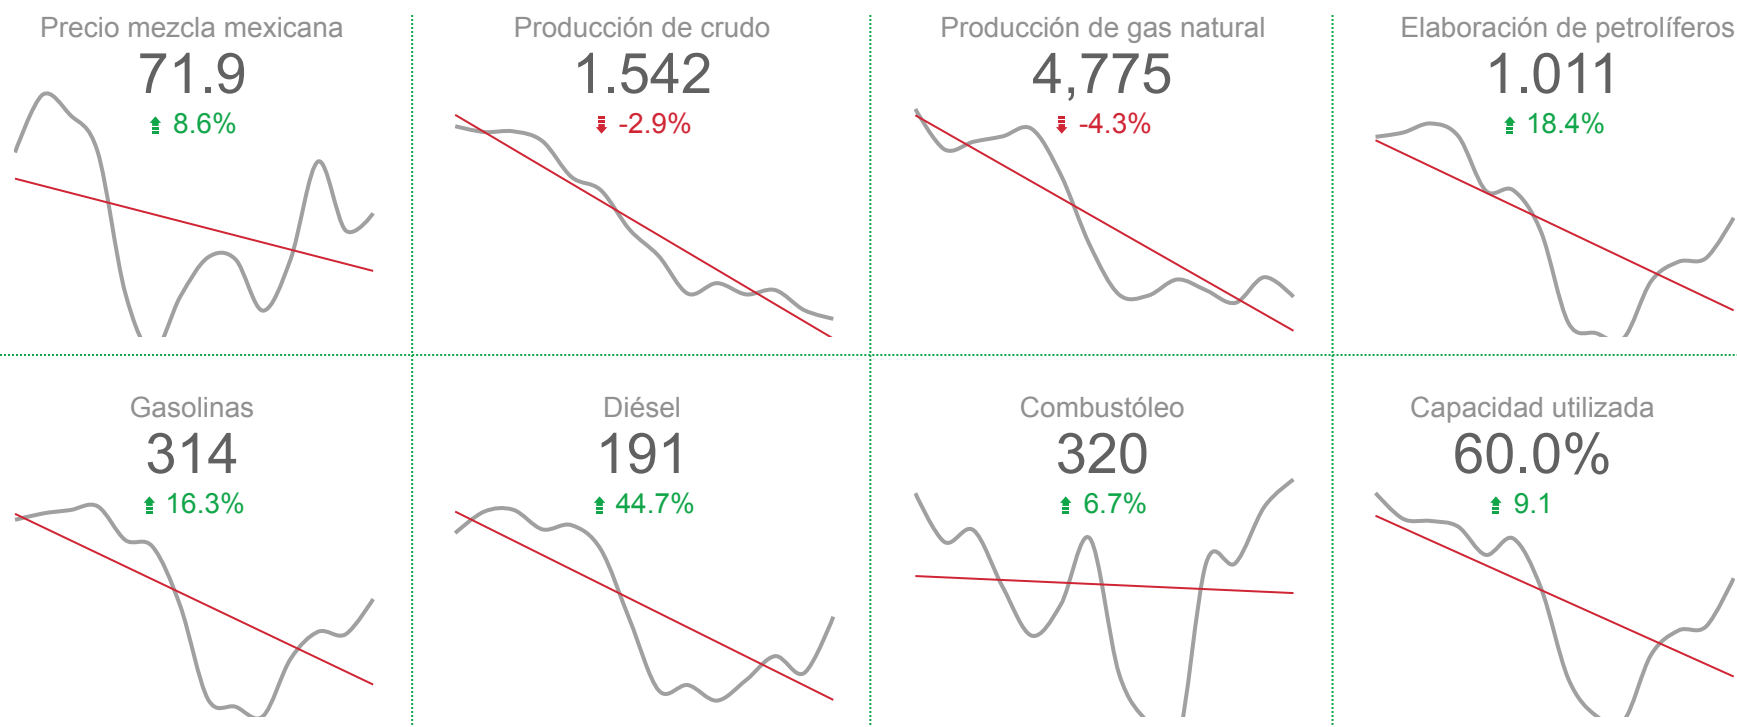 Precio mezcla mexicana
71.9
8.6%
Producción de crudo
1.542
-2.9%
Producción de gas natural
4,775
-4.3%
Elaboración de petrolíferos
1.011
18.4%
Gasolinas
314
16.3%
Diésel
191
44.7%
Combustóleo
320
6.7%
Capacidad utilizada
60.0%
9.1